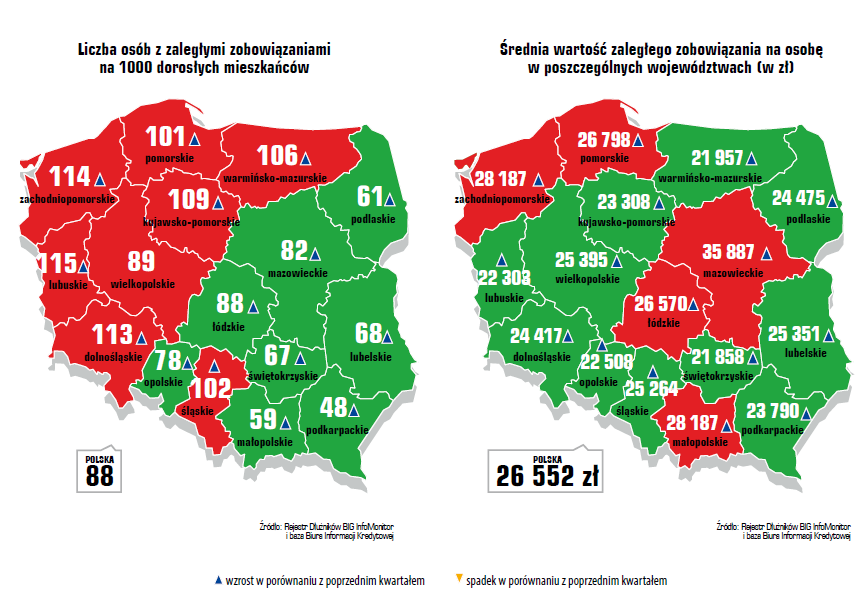 Liczba osób z zaległymi zobowiązaniami
na 1000 dorosłych mieszkańców
101
pomorskie
106
warmińsko-mazurskie
114
zachodniopomorskie
109
kojawsko-pomorskie
61
podlaskie
115
lubuskie
89
wielkopolskie
82
mazowieckie
88
łódzkie
113
dolnośląskie
78
opolskie
102
śląskie
67
świętokrzyskie
68
lubelskie
59
małopolskie
48
podkarpackie
POLSKA
88
Źródło: Rejestr Dłużników BIG InfoMonitor
i baza Biura Informacji Kredytowej
Średnia wartość zaległego zobowiązania na osobę
w poszczególnych województwach (w zł)
26 798
pomorskie
21 957
warmińsko-mazurskie
28 187
zachodniopomorskie
23 308
kojawsko-pomorskie
24 475
podlaskie
22 303
lubuskie
25 395
wielkopolskie
35 887
mazowieckie
26 570
łódzkie
24 417
dolnośląskie
22 508
opolskie
25 264
śląskie
21 858
świętokrzyskie
25 351
lubelskie
28 187
małopolskie
23 790
podkarpackie
POLSKA
26 552 zł
Źródło: Rejestr Dłużników BIG InfoMonitor
i baza Biura Informacji Kredytowej
wzrost w porównaniu z poprzednim kwartałem
spadek w porównaniu z poprzednim kwartałem